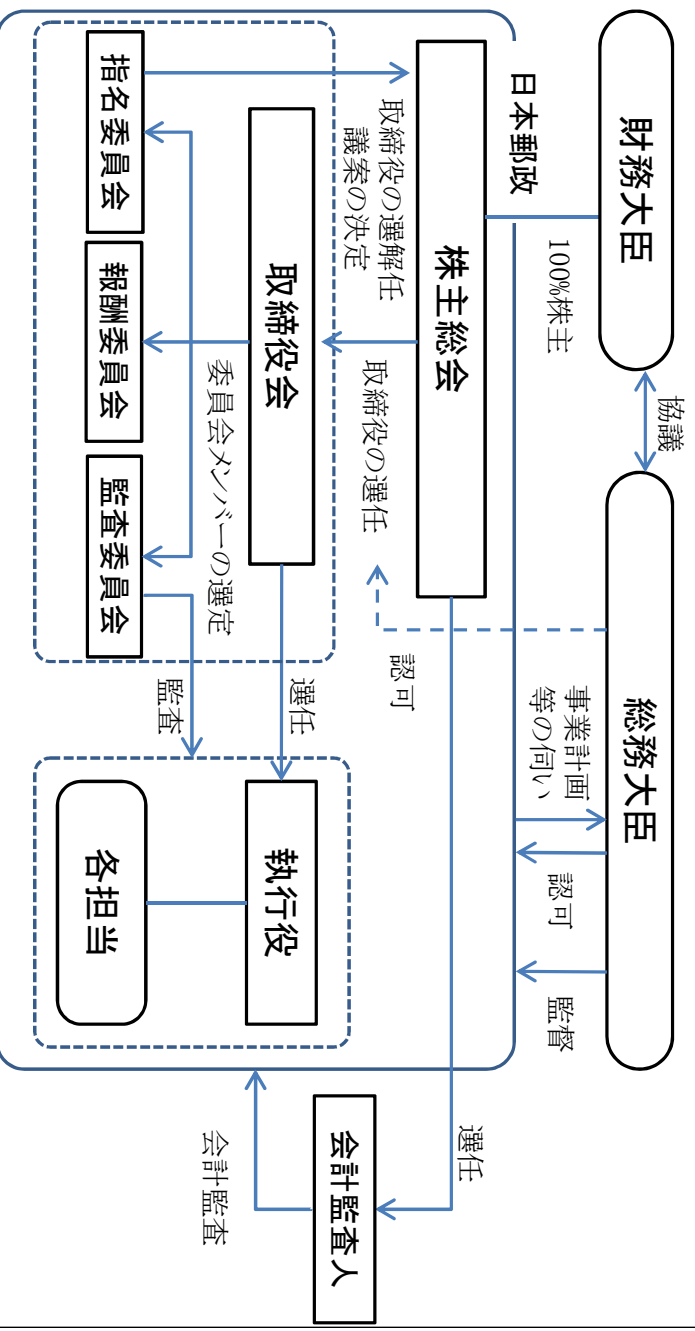 財務大臣
協議
総務大臣
100%株主
事業計画
等の伺い
認可
監督
日本郵政
株主総会
選任
取締役の選解任
議案の決定
取締役の選任
認可
会計監査人
取締役会
選任
執行役
会計監査
委員会メンバーの選定
監査
指名委員会
報酬委員会
監査委員会
各担当